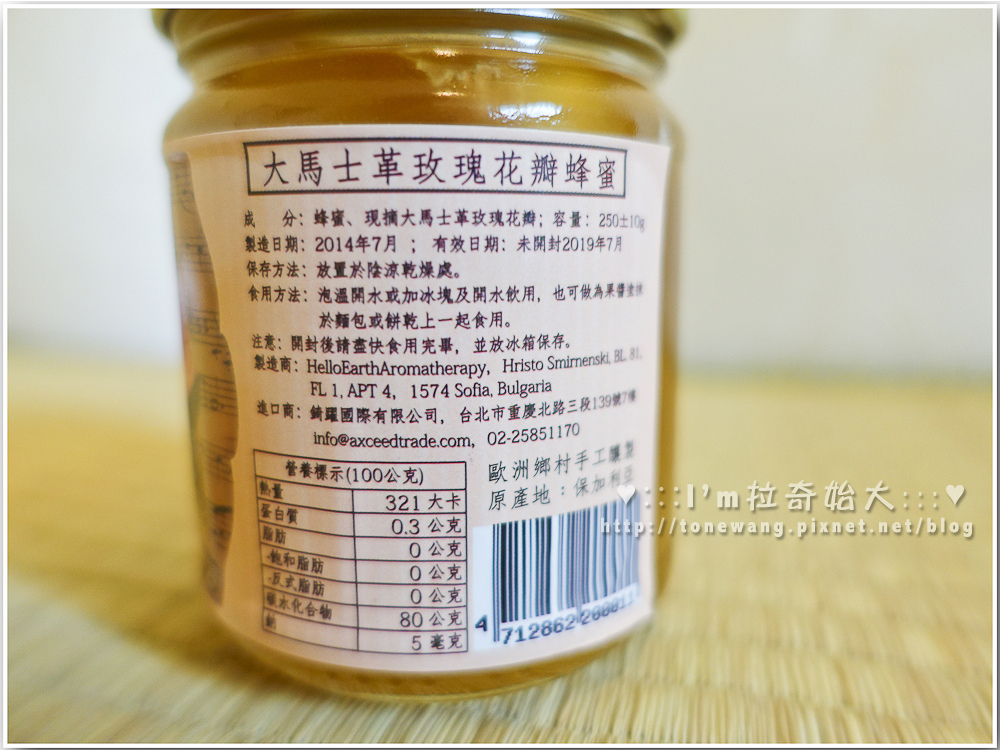 大馬士革玫瑰花瓣蜂蜜
成　分：蜂蜜、現摘大馬士革玫瑰花瓣；容量：250±10g
製造日期：2014年7月 ； 有效日期：未開封2019年7月
保存方法：放置於陰涼乾燥處。
食用方法：泡溫開水或加冰塊及開水飲用，也可做為果醬塗抹
於麵包或餅乾上一起食用。
注意：開封後請盡快食用完畢，並放冰箱保存。
製造商：HelloEarthAromatherapy, Hristo Smirnenski, BL. 81,
FL 1, APT 4, 1574 Sofia, Bulgaria
進口商：錡羅國際有限公司，台北市重慶北路三段139號7樓
info@axceedtrade.com, 02-25851170
營養標示(100公克)
熱量 321 大卡
蛋白質 0.3 公克
脂肪 0 公克
-飽和脂肪 0 公克
-反式脂肪 0 公克
碳水化合物 80 公克
鈉 5 毫克
歐洲鄉村手工釀製
原產地：保加利亞
4 712862 200011
♥:::I'm拉奇始大:::♥
http://tonewang.pixnet.net/blog